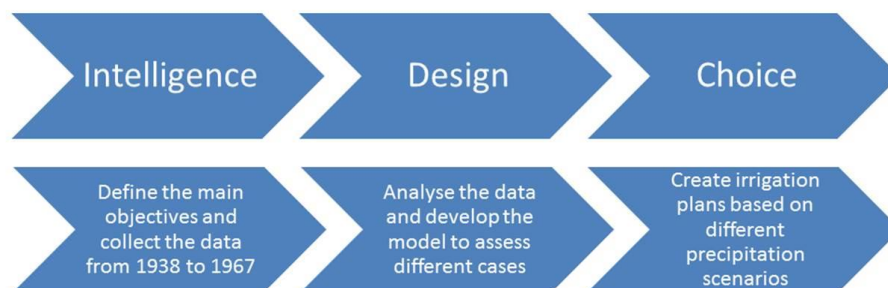 Intelligence
Design
Choice
Define the main
objectives and
collect the data
from 1938 to 1967
Analyse the data
and develop the
model to assess
different cases
Create irrigation
plans based on
different
precipitation
scenarios